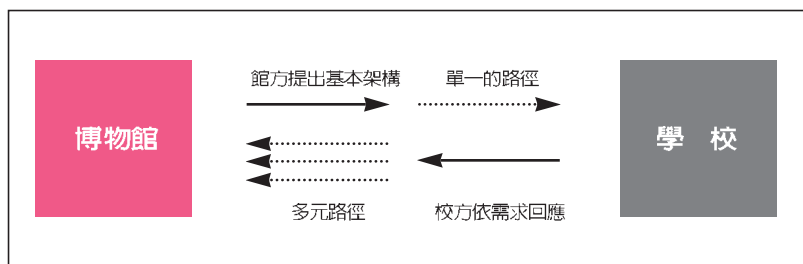 館方提出基本架構
單一的路徑
博物館
學　校
多元路徑
校方依需求回應